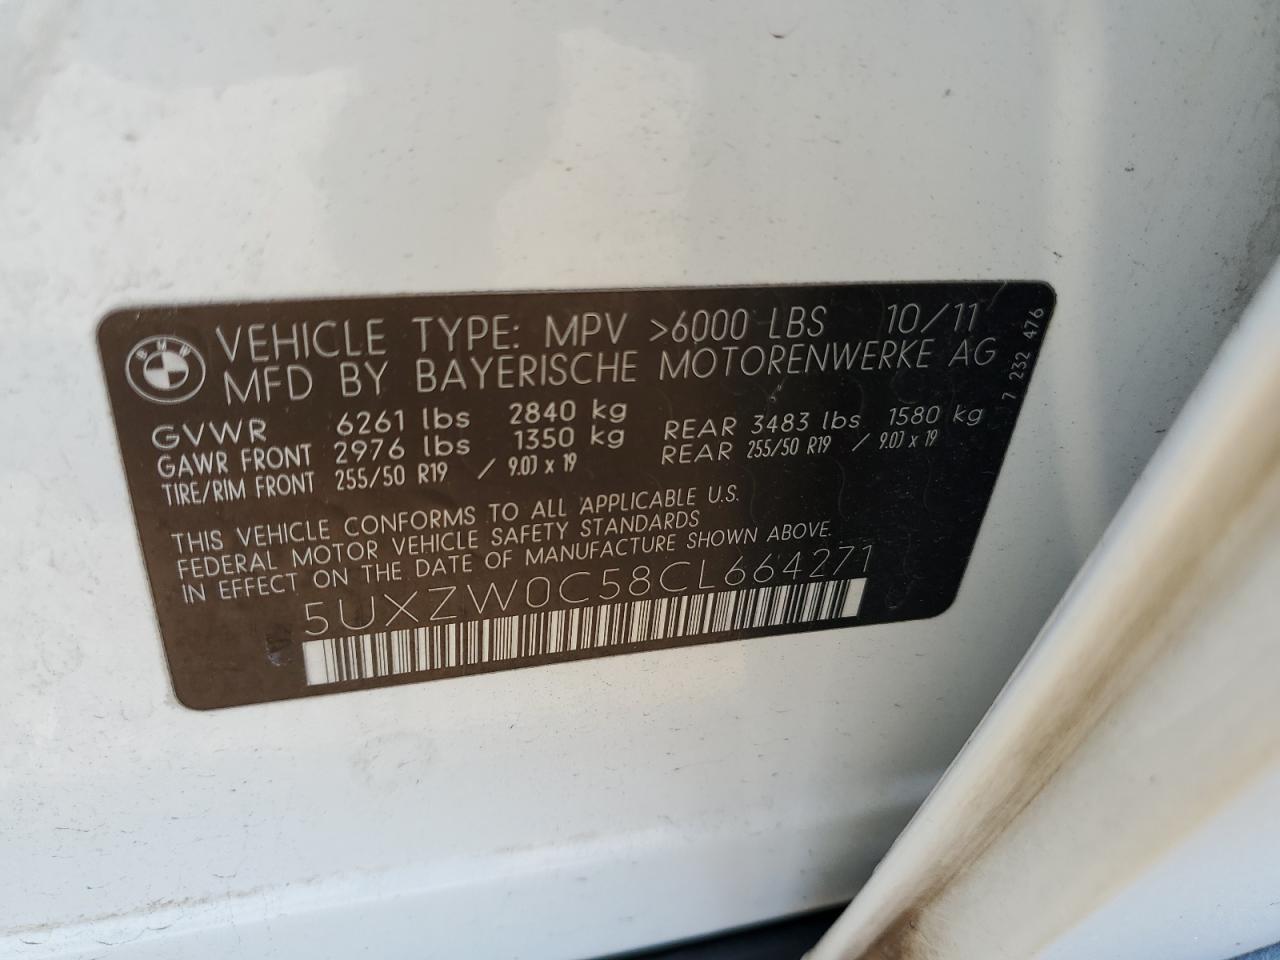 BMW
VEHICLE TYPE: MPV >6000 LBS 10/11
MFD BY BAYERISCHE MOTORENWERKE AG
7 232 476
GVWR 6261 lbs 2840 kg
GAWR FRONT 2976 lbs 1350 kg REAR 3483 lbs 1580 kg
TIRE/RIM FRONT 255/50 R19 / 9.0J x 19 REAR 255/50 R19 / 9.0J x 19
THIS VEHICLE CONFORMS TO ALL APPLICABLE U.S.
FEDERAL MOTOR VEHICLE SAFETY STANDARDS
IN EFFECT ON THE DATE OF MANUFACTURE SHOWN ABOVE.
5UXZW0C58CL664271